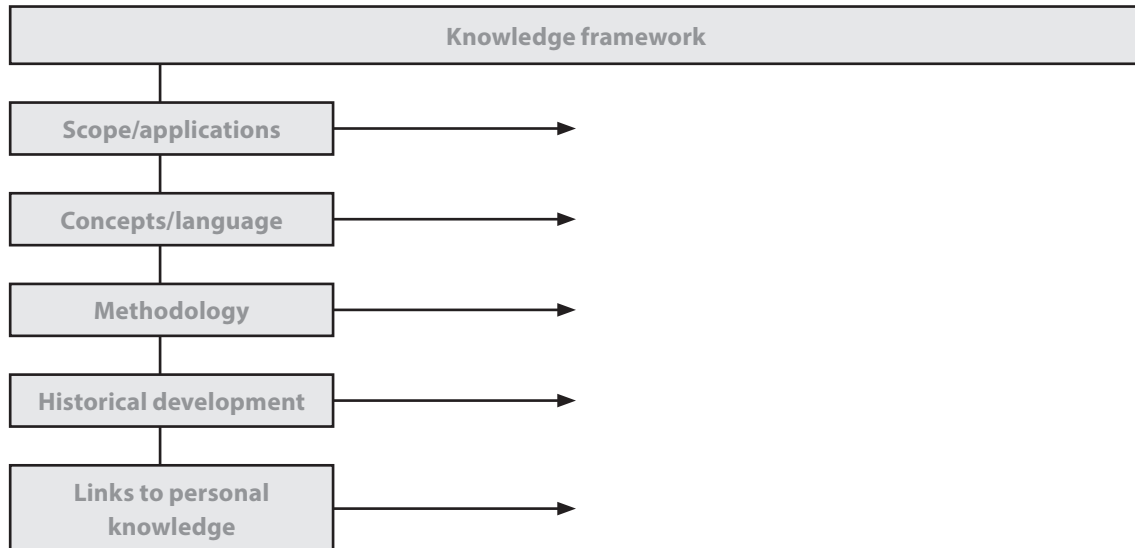 Knowledge framework
Scope/applications
Concepts/language
Methodology
Historical development
Links to personal
knowledge